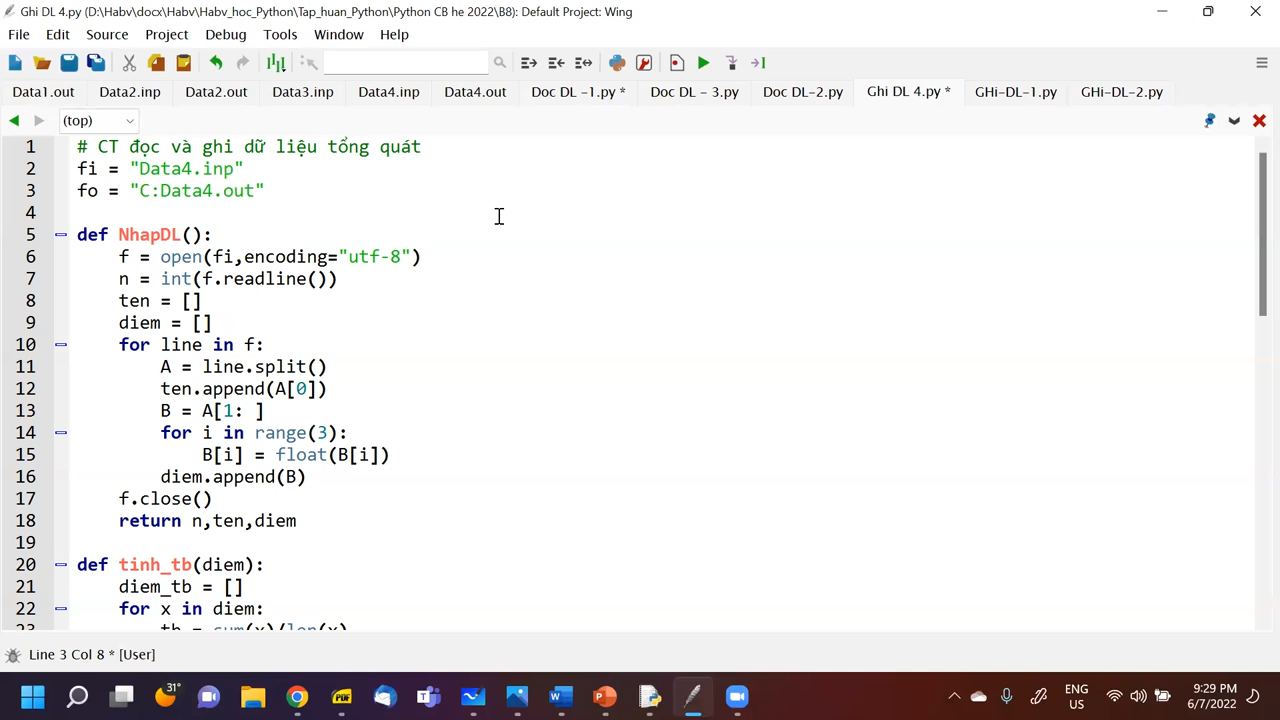 Ghi DL 4.py (D:\Habv\docx\Habv\Habv_hoc_Python\Tap_huan_Python\Python CB he 2022\B8): Default Project: Wing
File Edit Source Project Debug Tools Window Help
Data1.out Data2.inp Data2.out Data3.inp Data4.inp Data4.out Doc DL -1.py * Doc DL - 3.py Doc DL-2.py Ghi DL 4.py * GHi-DL-1.py GHi-DL-2.py
(top)
1 # CT đọc và ghi dữ liệu tổng quát
2 fi = "Data4.inp"
3 fo = "C:Data4.out"
4
5 def NhapDL():
6 f = open(fi,encoding="utf-8")
7 n = int(f.readline())
8 ten = []
9 diem = []
10 for line in f:
11 A = line.split()
12 ten.append(A[0])
13 B = A[1: ]
14 for i in range(3):
15 B[i] = float(B[i])
16 diem.append(B)
17 f.close()
18 return n,ten,diem
19
20 def tinh_tb(diem):
21 diem_tb = []
22 for x in diem:
23 tb = sum(x)/len(x)
Line 3 Col 8 * [User]
31°
ENG
US
9:29 PM
6/7/2022